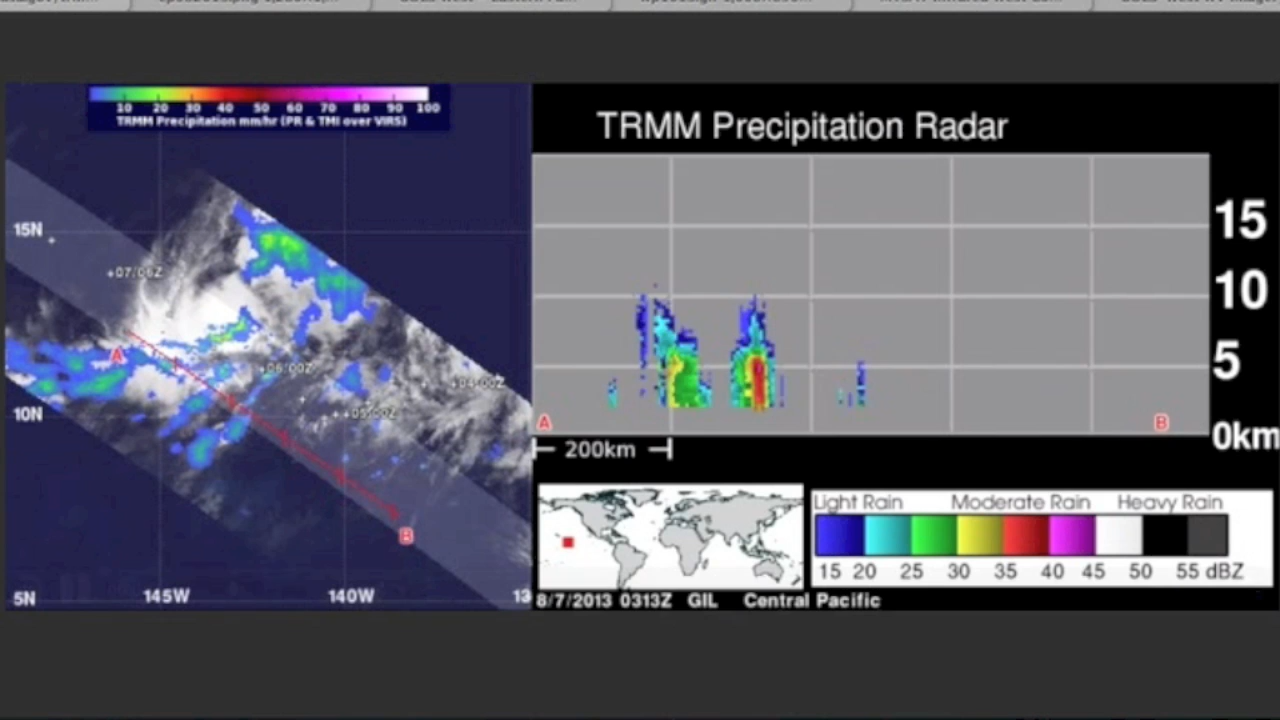 10 20 30 40 50 60 70 80 90 100
TRMM Precipitation mm/hr (PR & TMI over VIRS)
15N
+07/06Z
A
+06:00Z
+04:00Z
10N
B
5N
145W
140W
13
TRMM Precipitation Radar
15
10
5
0km
A
B
200km
Light Rain
Moderate Rain
Heavy Rain
15 20 25 30 35 40 45 50 55 dBZ
8/7/2013 0313Z GIL Central Pacific